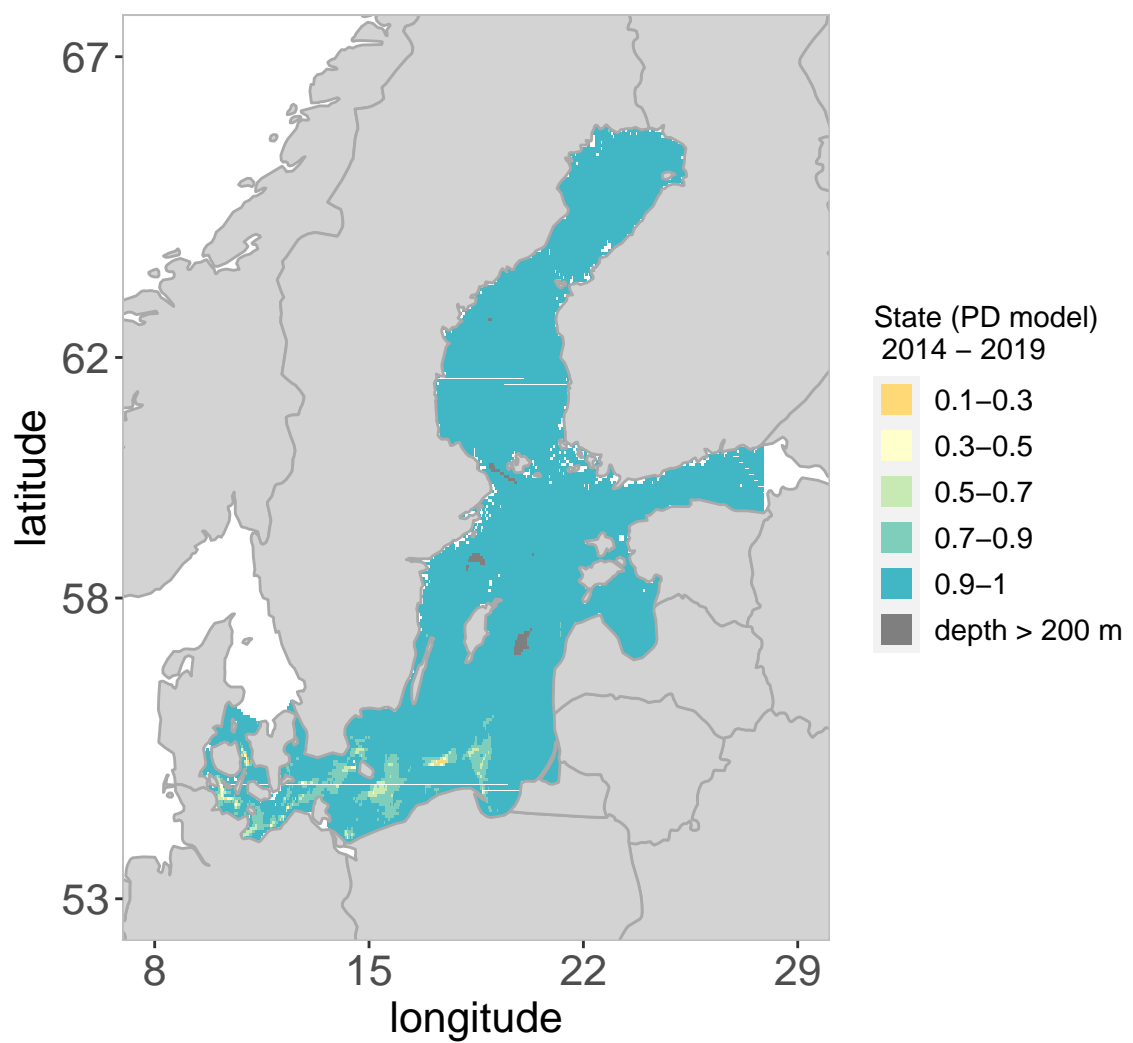 67
62
58
53
latitude
8 15 22 29
longitude
State (PD model)
2014 – 2019
0.1–0.3
0.3–0.5
0.5–0.7
0.7–0.9
0.9–1
depth > 200 m